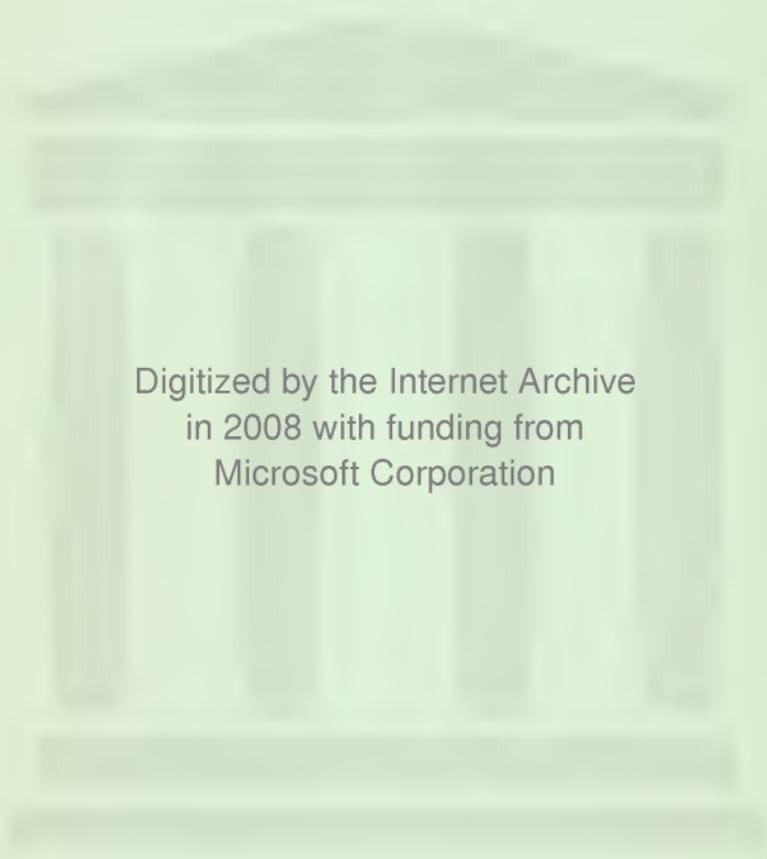 Digitized by the Internet Archive
in 2008 with funding from
Microsoft Corporation